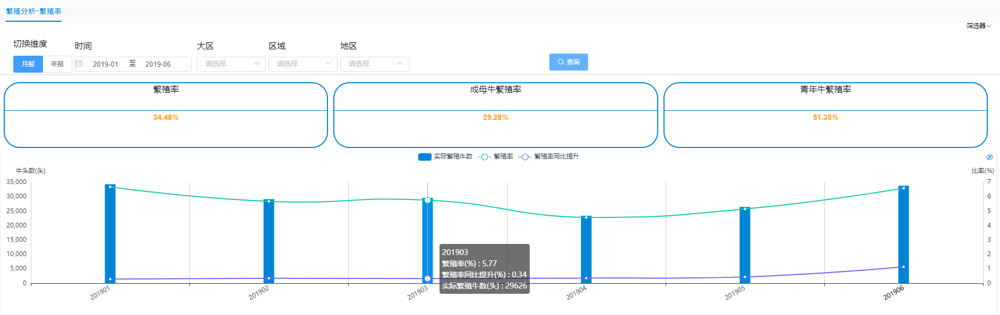 繁殖分析-繁殖率
筛选器
切换维度
时间
大区
区域
地区
月报
年报
2019-01
至
2019-06
请选择
请选择
请选择
查询
繁殖率
成母牛繁殖率
青年牛繁殖率
34.48%
29.28%
51.35%
实际繁殖牛数
繁殖率
繁殖率同比提升
牛头数(头)
比率(%)
35,000
30,000
25,000
20,000
15,000
10,000
5,000
0
7
6
5
4
3
2
1
0
201903
繁殖率(%) : 5.77
繁殖率同比提升(%) : 0.34
实际繁殖牛数(头) : 29626
201901
201902
201903
201904
201905
201906